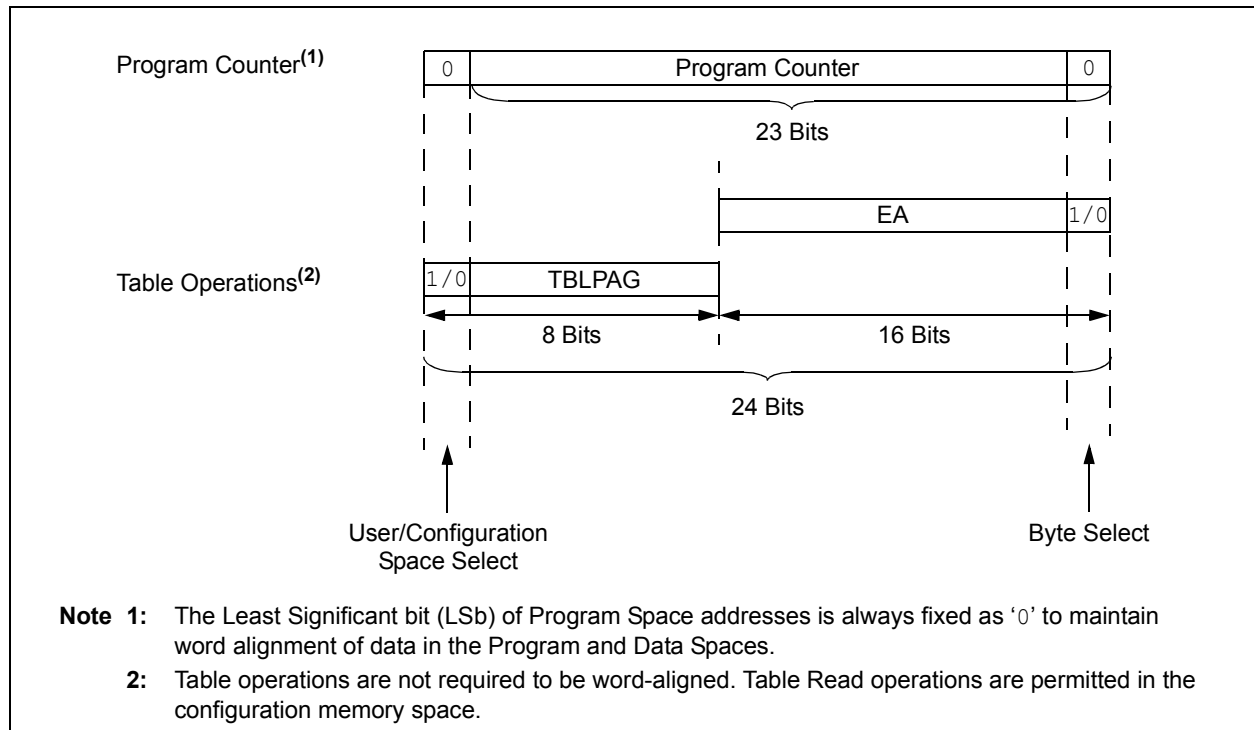 Program Counter(1)
0 Program Counter 0
23 Bits
EA 1/0
Table Operations(2)
1/0 TBLPAG
8 Bits 16 Bits
24 Bits
User/Configuration
Space Select
Byte Select
Note 1: The Least Significant bit (LSb) of Program Space addresses is always fixed as ‘0’ to maintain
word alignment of data in the Program and Data Spaces.
2: Table operations are not required to be word-aligned. Table Read operations are permitted in the
configuration memory space.